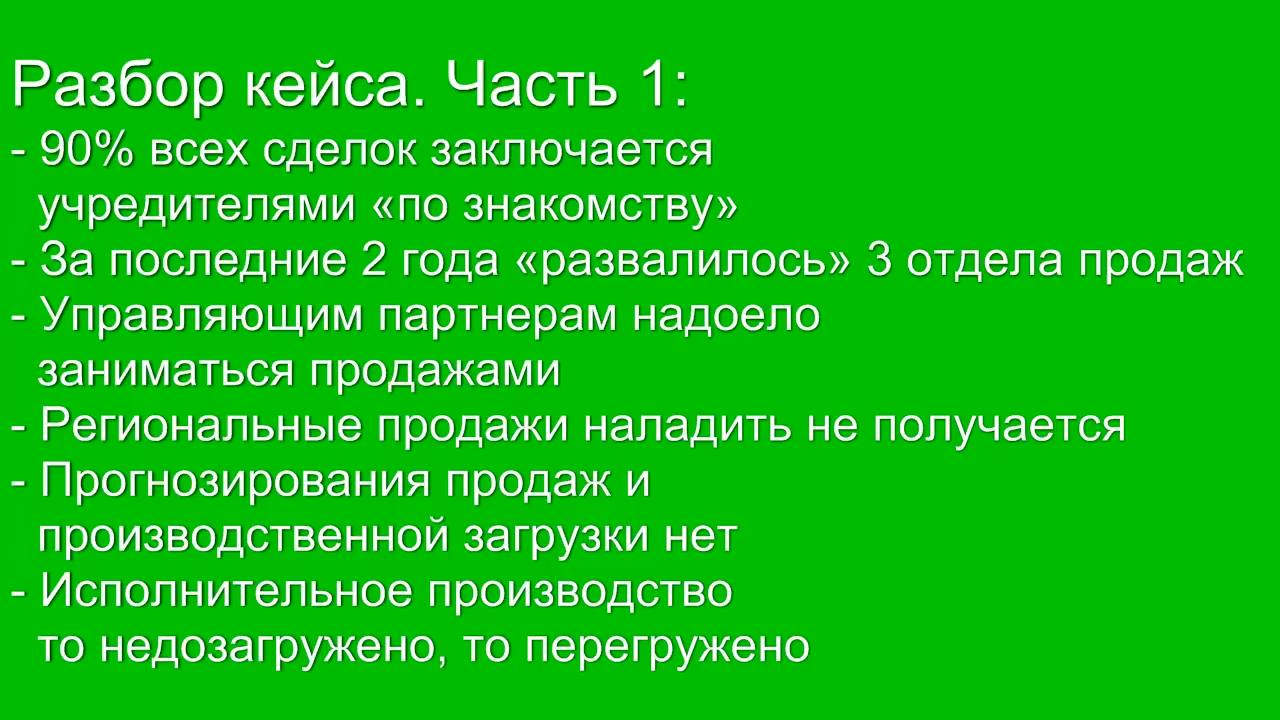 Разбор кейса. Часть 1:
- 90% всех сделок заключается
учредителями «по знакомству»
- За последние 2 года «развалилось» 3 отдела продаж
- Управляющим партнерам надоело
заниматься продажами
- Региональные продажи наладить не получается
- Прогнозирования продаж и
производственной загрузки нет
- Исполнительное производство
то недозагружено, то перегружено